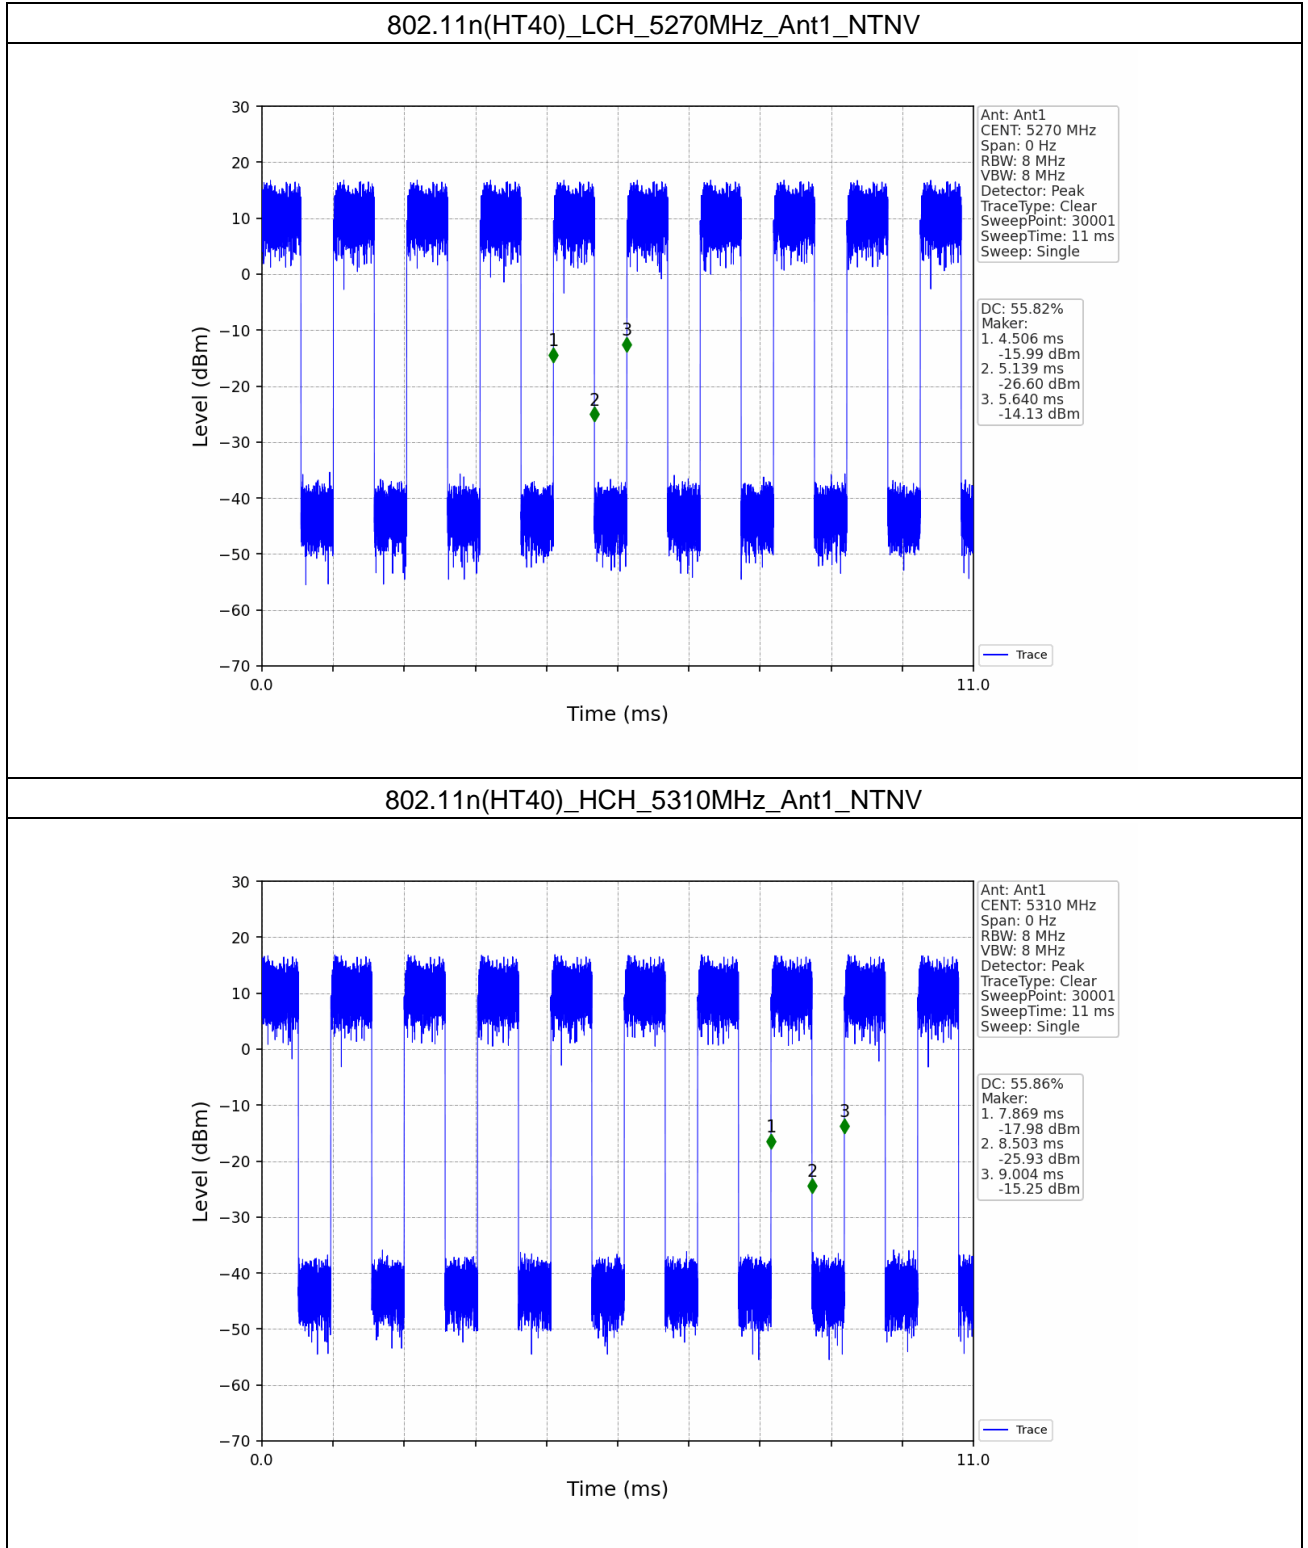 802.11n(HT40)_LCH_5270MHz_Ant1_NTNV
30
20
10
0
−10
−20
−30
−40
−50
−60
−70
Level (dBm)
1
2
3
0.0
11.0
Time (ms)
Ant: Ant1
CENT: 5270 MHz
Span: 0 Hz
RBW: 8 MHz
VBW: 8 MHz
Detector: Peak
TraceType: Clear
SweepPoint: 30001
SweepTime: 11 ms
Sweep: Single
DC: 55.82%
Maker:
1. 4.506 ms
-15.99 dBm
2. 5.139 ms
-26.60 dBm
3. 5.640 ms
-14.13 dBm
Trace
802.11n(HT40)_HCH_5310MHz_Ant1_NTNV
30
20
10
0
−10
−20
−30
−40
−50
−60
−70
Level (dBm)
1
2
3
0.0
11.0
Time (ms)
Ant: Ant1
CENT: 5310 MHz
Span: 0 Hz
RBW: 8 MHz
VBW: 8 MHz
Detector: Peak
TraceType: Clear
SweepPoint: 30001
SweepTime: 11 ms
Sweep: Single
DC: 55.86%
Maker:
1. 7.869 ms
-17.98 dBm
2. 8.503 ms
-25.93 dBm
3. 9.004 ms
-15.25 dBm
Trace